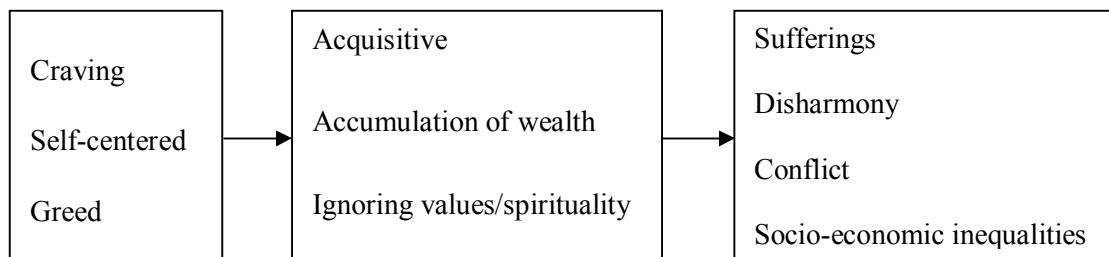 Craving
Self-centered
Greed
Acquisitive
Accumulation of wealth
Ignoring values/spirituality
Sufferings
Disharmony
Conflict
Socio-economic inequalities